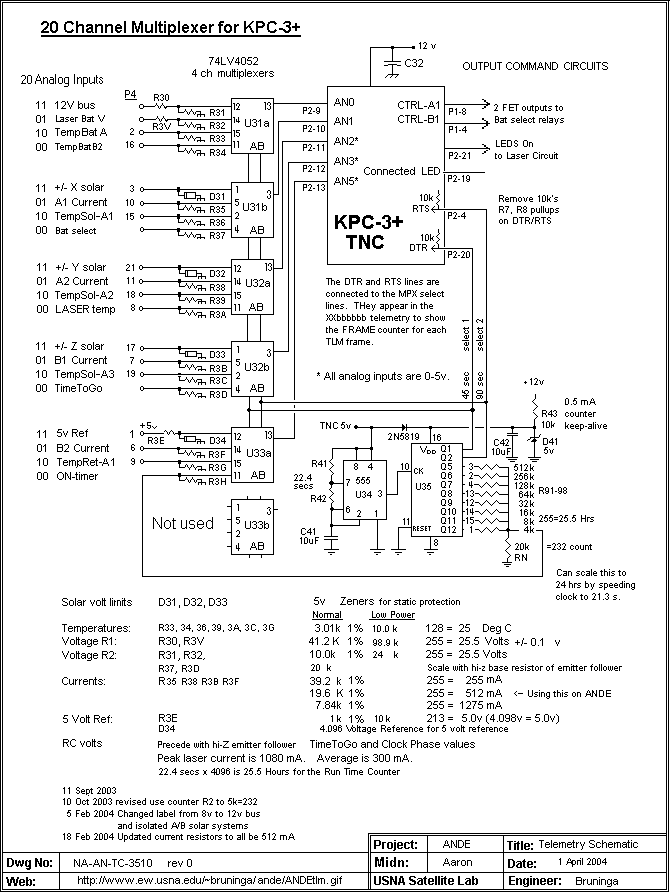 20 Channel Multiplexer for KPC-3+
12 v
C32
74LV4052
4 ch multiplexers
OUTPUT COMMAND CIRCUITS
20 Analog Inputs
P4
11 12V bus
01 Laser Bat V
10 TempBat A 2
00 TempBatB2 16
R30
R3V
R31
R32
R33
R34
12 13
14
15
11
U31a
AB
P2-9
P2-10
P2-11
P2-12
P2-13
AN0
AN1
AN2*
AN3*
AN5*
CTRL-A1
CTRL-B1
P1-8
P1-4
2 FET outputs to
Bat select relays
P2-21
LEDS On
to Laser Circuit
Connected LED
P2-19
KPC-3+
TNC
10k
RTS
P2-4
10k
DTR
P2-20
Remove 10k's
R7, R8 pullups
on DTR/RTS
11 +/- X solar 3
01 A1 Current 10
10 TempSol-A1 15
00 Bat select
D31
R35
R36
R37
1 3
5
2
4
U31b
AB
11 +/- Y solar 21
01 A2 Current 11
10 TempSol-A2 18
00 LASER temp 8
D32
R38
R39
R3A
12 13
14
15
11
U32a
AB
The DTR and RTS lines are
connected to the MPX select
lines. THey appear in the
XXbbbbbb telemetry to show
the FRAME counter for each
TLM frame.
45 sec select 1
90 sec select 2
11 +/- Z solar 17
01 B1 Current 7
10 TempSol-A3 19
00 TimeToGo
D33
R3B
R3C
R3D
1 3
5
2
4
U32b
AB
* All analog inputs are 0-5v.
+12v
R43
10k
0.5 mA
counter
keep-alive
11 5v Ref 1
01 B2 Current 6
10 TempRet-A1 9
00 ON-timer
+5v
R3E
D34
R3F
R3G
R3H
12 13
14
15
11
U33a
AB
TNC 5v
2N5819
C42
10uF
D41
5v
R41
22.4
secs
R42
C41
10uF
8 4
7
555
3
6
U34
2 1
16
VDD
10
CK
U35
11
RESET
8
Q1
Q2
Q5
Q6
Q7
Q8
Q9
Q10
Q11
Q12
9
7
3
2
4
13
12
14
15
1
512k
256k
128k
64k
32k
16k
8k
4k
R91-98
255=25.5 Hrs
20k
RN
=232 count
Can scale this to
24 hrs by speeding
clock to 21.3 s.
Not used
1 3
5
2
4
U33b
AB
Solar volt limits D31, D32, D33 5v Zeners for static protection
Normal Low Power
Temperatures: R33, 34, 36, 39, 3A, 3C, 3G 3.01k 1% 10.0 k 128 = 25 Deg C
Voltage R1: R30, R3V 41.2 K 1% 98.9 k 255 = 25.5 Volts +/- 0.1 v
Voltage R2: R31, R32, 10.0k 1% 24 k 255 = 25.5 Volts
R37, R3D 20 k Scale with hi-z base resistor of emitter follower
Currents: R35 R38 R3B R3F 39.2 k 1% 255 = 255 mA
19.6 K 1% 255 = 512 mA <- Using this on ANDE
7.84k 1% 255 = 1275 mA
5 Volt Ref: R3E 1k 1% 10k 213 = 5.0v (4.098v = 5.0v)
D34 4.096 Voltage Reference for 5 volt reference
RC volts Precede with hi-Z emitter follower TimeToGo and Clock Phase values
Peak laser current is 1080 mA. Average is 300 mA.
22.4 secs x 4096 is 25.5 Hours for the Run Time Counter
11 Sept 2003
10 Oct 2003 revised use counter R2 to 5k=232
5 Feb 2004 Changed label from 8v to 12v bus
and isolated A/B solar systems
18 Feb 2004 Updated current resistors to all be 512 mA
Project: ANDE Title: Telemetry Schematic
Dwg No: NA-AN-TC-3510 rev 0 Midn: Aaron Date: 1 April 2004
Web: http://www.ew.usna.edu/~bruninga/ande/ANDEtlm.gif USNA Satellite Lab Engineer: Bruninga